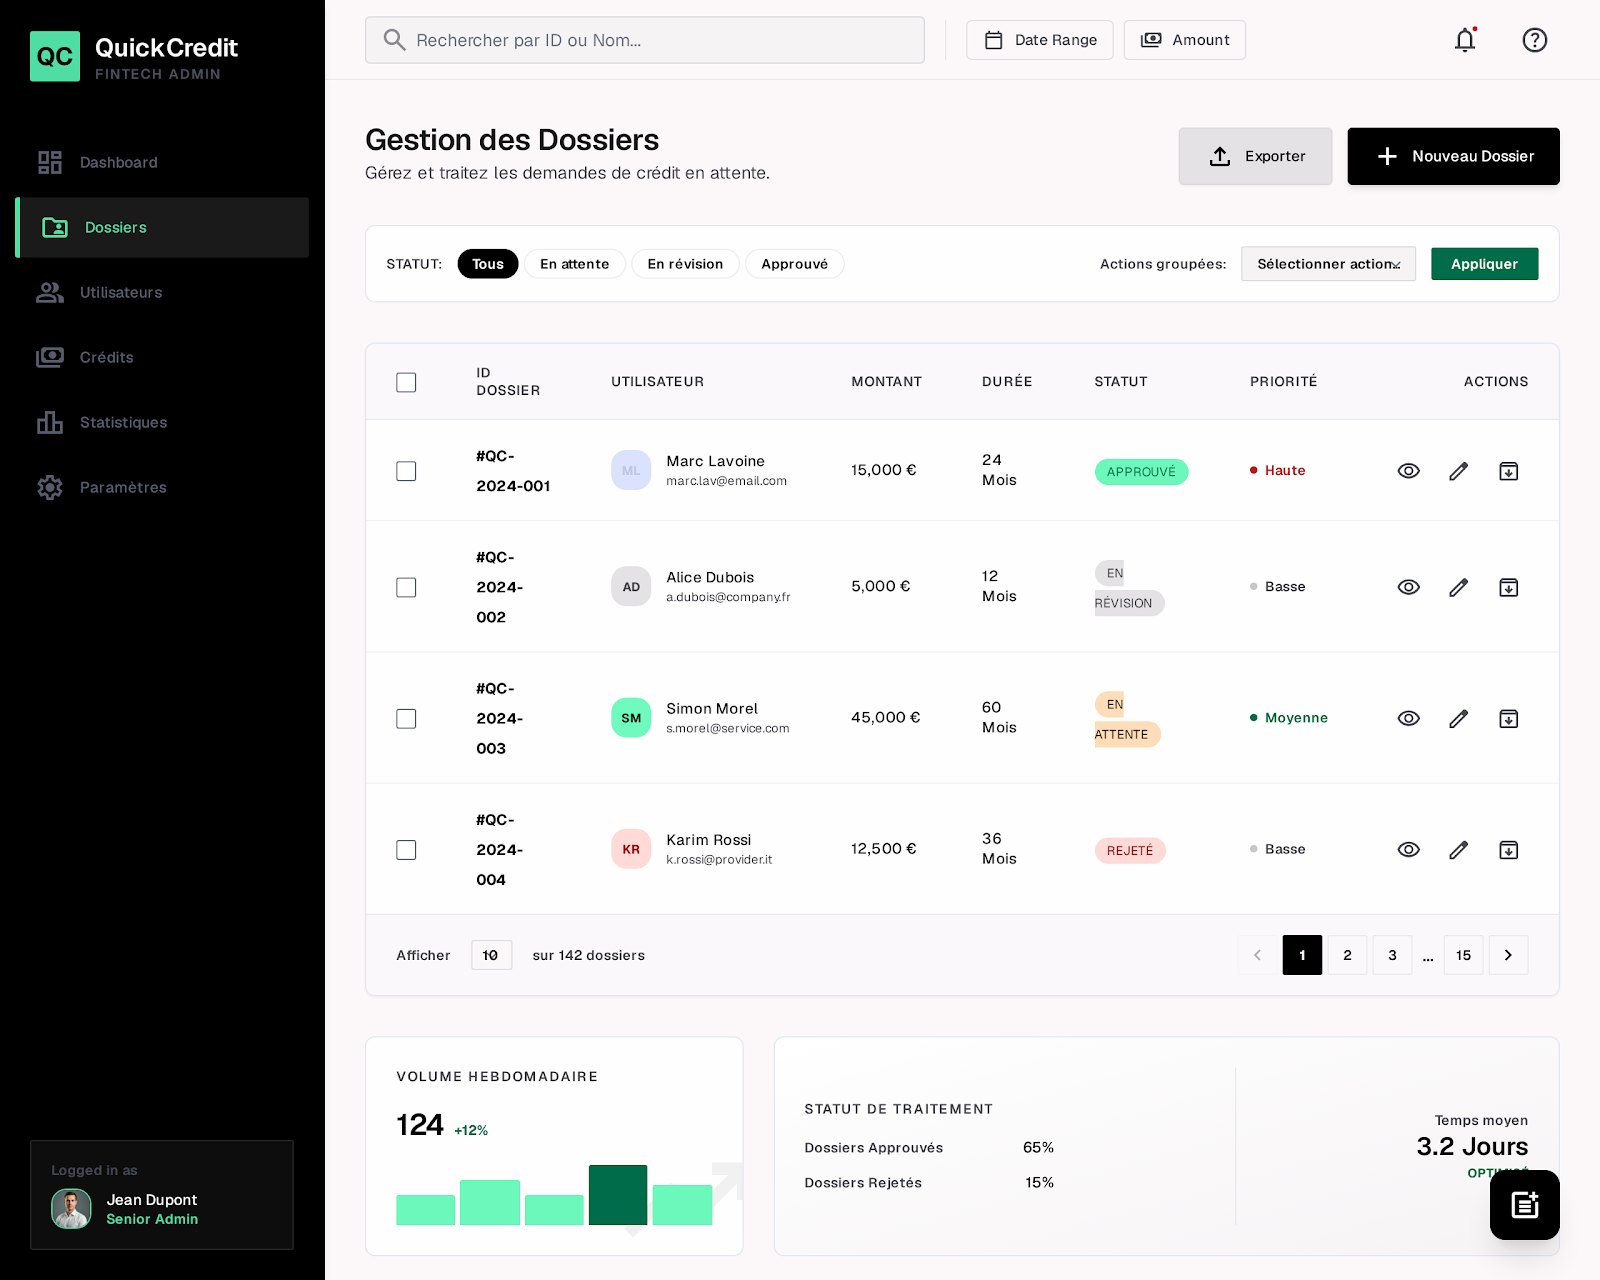 QC
QuickCredit
FINTECH ADMIN
Dashboard
Dossiers
Utilisateurs
Crédits
Statistiques
Paramètres
Logged in as
Jean Dupont
Senior Admin
Rechercher par ID ou Nom...
Date Range
Amount
Gestion des Dossiers
Gérez et traitez les demandes de crédit en attente.
Exporter
Nouveau Dossier
STATUT:
Tous
En attente
En révision
Approuvé
Actions groupées:
Sélectionner action...
Appliquer
ID
DOSSIER
UTILISATEUR
MONTANT
DURÉE
STATUT
PRIORITÉ
ACTIONS
#QC-
2024-001
ML
Marc Lavoine
marc.lav@email.com
15,000 €
24
Mois
APPROUVÉ
Haute
#QC-
2024-
002
AD
Alice Dubois
a.dubois@company.fr
5,000 €
12
Mois
EN
RÉVISION
Basse
#QC-
2024-
003
SM
Simon Morel
s.morel@service.com
45,000 €
60
Mois
EN
ATTENTE
Moyenne
#QC-
2024-
004
KR
Karim Rossi
k.rossi@provider.it
12,500 €
36
Mois
REJETÉ
Basse
Afficher
10
sur 142 dossiers
1
2
3
...
15
VOLUME HEBDOMADAIRE
124
+12%
STATUT DE TRAITEMENT
Dossiers Approuvés
65%
Dossiers Rejetés
15%
Temps moyen
3.2 Jours